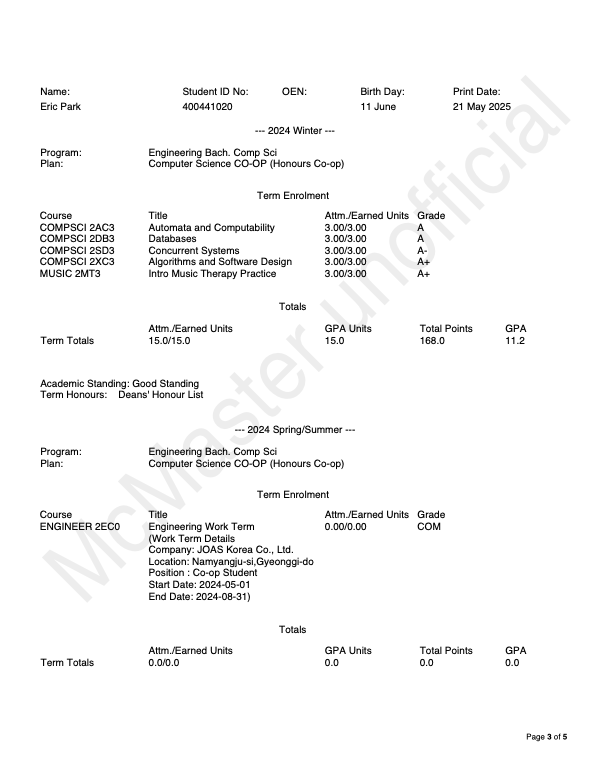 Name: Student ID No: OEN: Birth Day: Print Date:
Eric Park 400441020 11 June 21 May 2025
--- 2024 Winter ---
Program: Engineering Bach. Comp Sci
Plan: Computer Science CO-OP (Honours Co-op)
Term Enrolment
Course Title Attm./Earned Units Grade
COMPSCI 2AC3 Automata and Computability 3.00/3.00 A
COMPSCI 2DB3 Databases 3.00/3.00 A
COMPSCI 2SD3 Concurrent Systems 3.00/3.00 A-
COMPSCI 2XC3 Algorithms and Software Design 3.00/3.00 A+
MUSIC 2MT3 Intro Music Therapy Practice 3.00/3.00 A+
Totals
Attm./Earned Units GPA Units Total Points GPA
Term Totals 15.0/15.0 15.0 168.0 11.2
Academic Standing: Good Standing
Term Honours: Deans' Honour List
--- 2024 Spring/Summer ---
Program: Engineering Bach. Comp Sci
Plan: Computer Science CO-OP (Honours Co-op)
Term Enrolment
Course Title Attm./Earned Units Grade
ENGINEER 2EC0 Engineering Work Term 0.00/0.00 COM
(Work Term Details
Company: JOAS Korea Co., Ltd.
Location: Namyangju-si,Gyeonggi-do
Position : Co-op Student
Start Date: 2024-05-01
End Date: 2024-08-31)
Totals
Attm./Earned Units GPA Units Total Points GPA
Term Totals 0.0/0.0 0.0 0.0 0.0
McMaster unofficial
Page 3 of 5